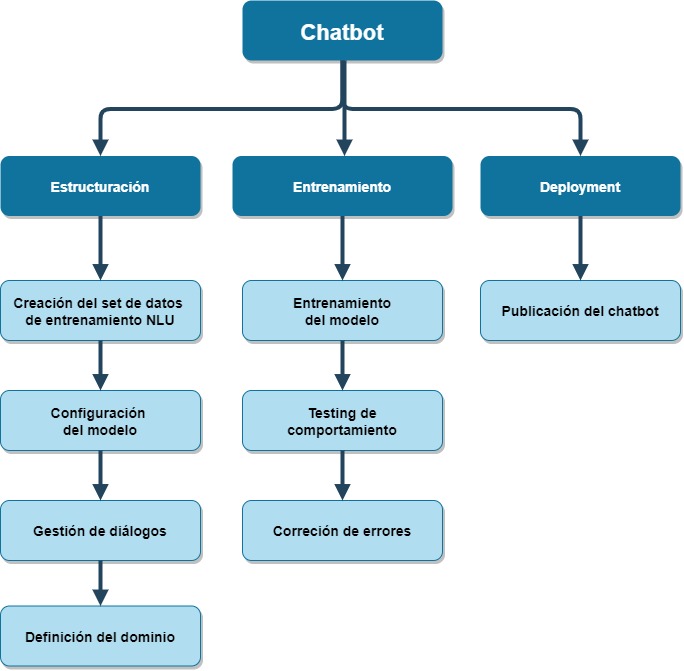 Chatbot
Estructuración
Entrenamiento
Deployment
Creación del set de datos
de entrenamiento NLU
Entrenamiento
del modelo
Publicación del chatbot
Configuración
del modelo
Testing de
comportamiento
Gestión de diálogos
Correción de errores
Definición del dominio